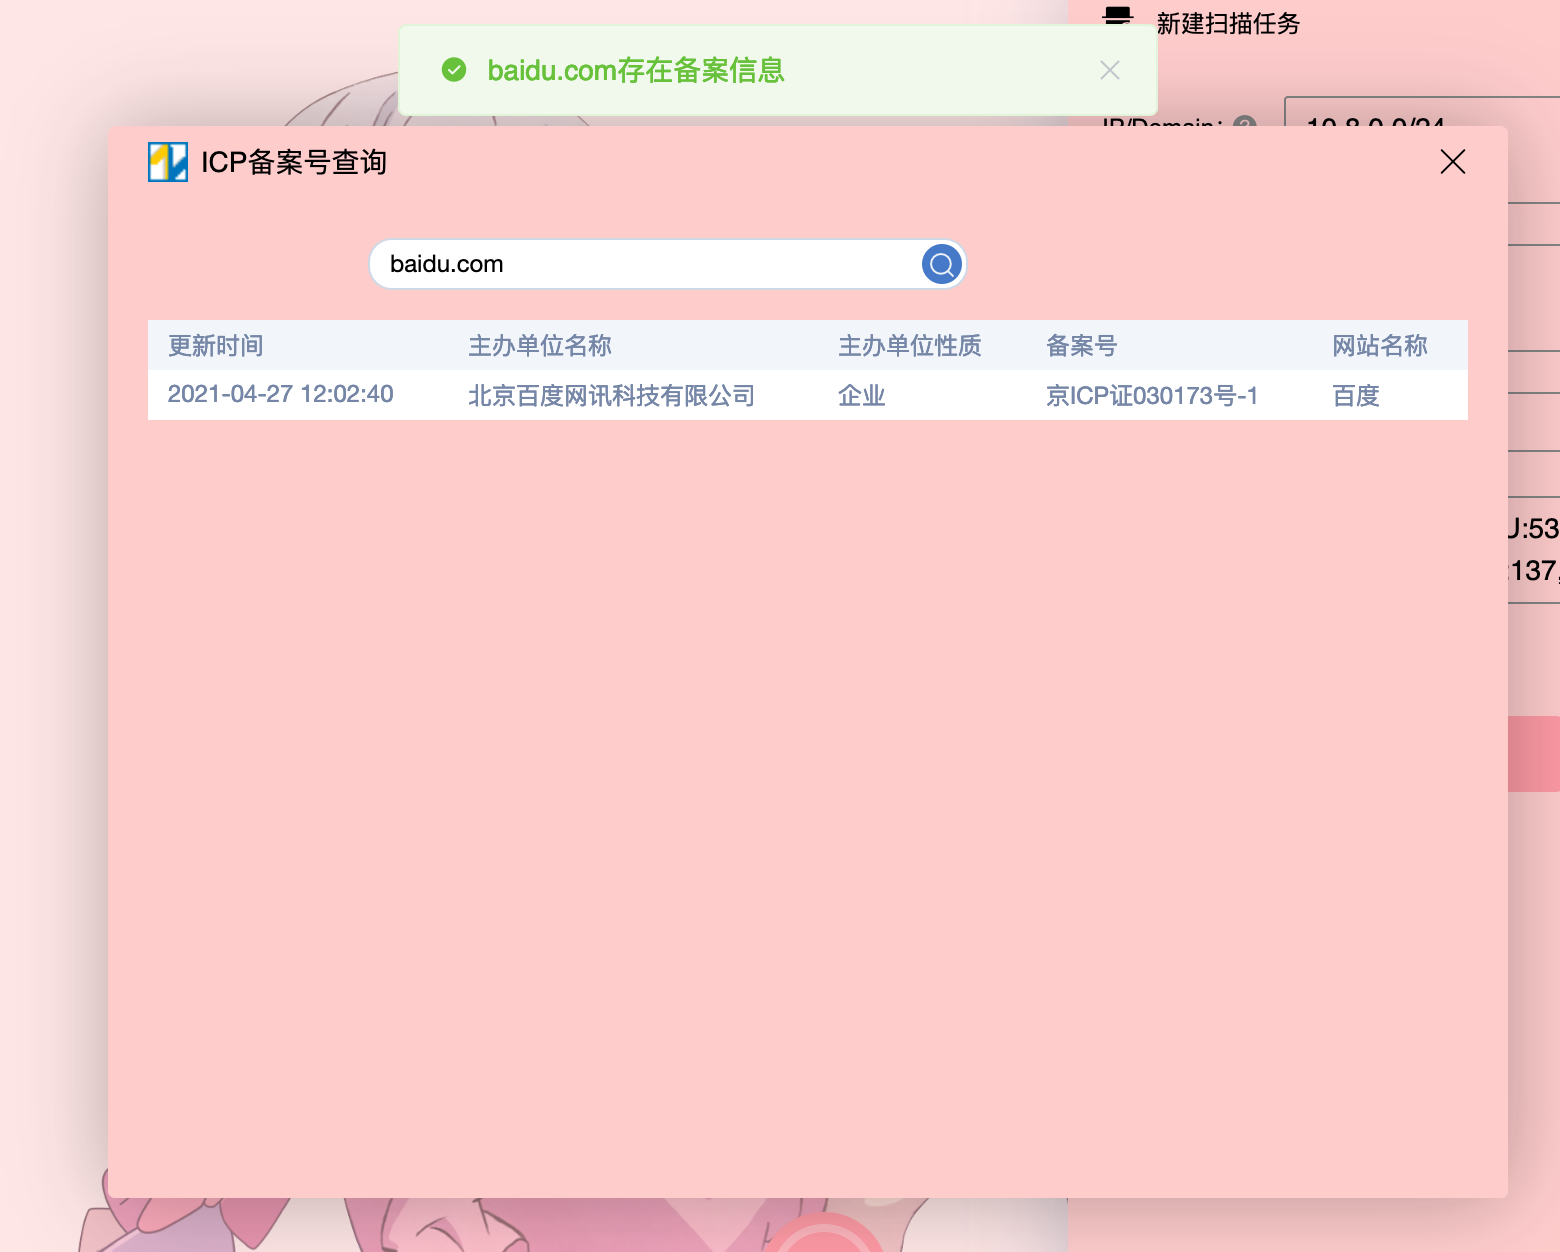 新建扫描任务
baidu.com存在备案信息
IP/Domain:
10.8.0.0/24
ICP备案号查询
baidu.com
更新时间 主办单位名称 主办单位性质 备案号 网站名称
2021-04-27 12:02:40 北京百度网讯科技有限公司 企业 京ICP证030173号-1 百度
U:53
:137,